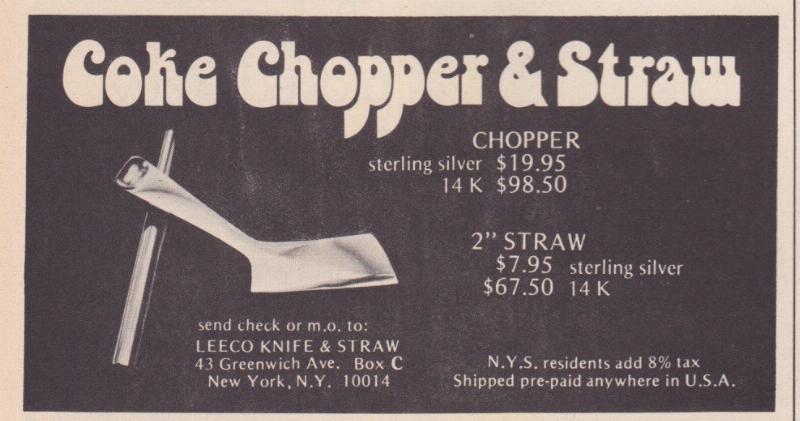 Coke Chopper & Straw
CHOPPER
sterling silver $19.95
14 K $98.50
2" STRAW
$7.95 sterling silver
$67.50 14 K
send check or m.o. to:
LEECO KNIFE & STRAW
43 Greenwich Ave. Box C
New York, N.Y. 10014
N.Y.S. residents add 8% tax
Shipped pre-paid anywhere in U.S.A.